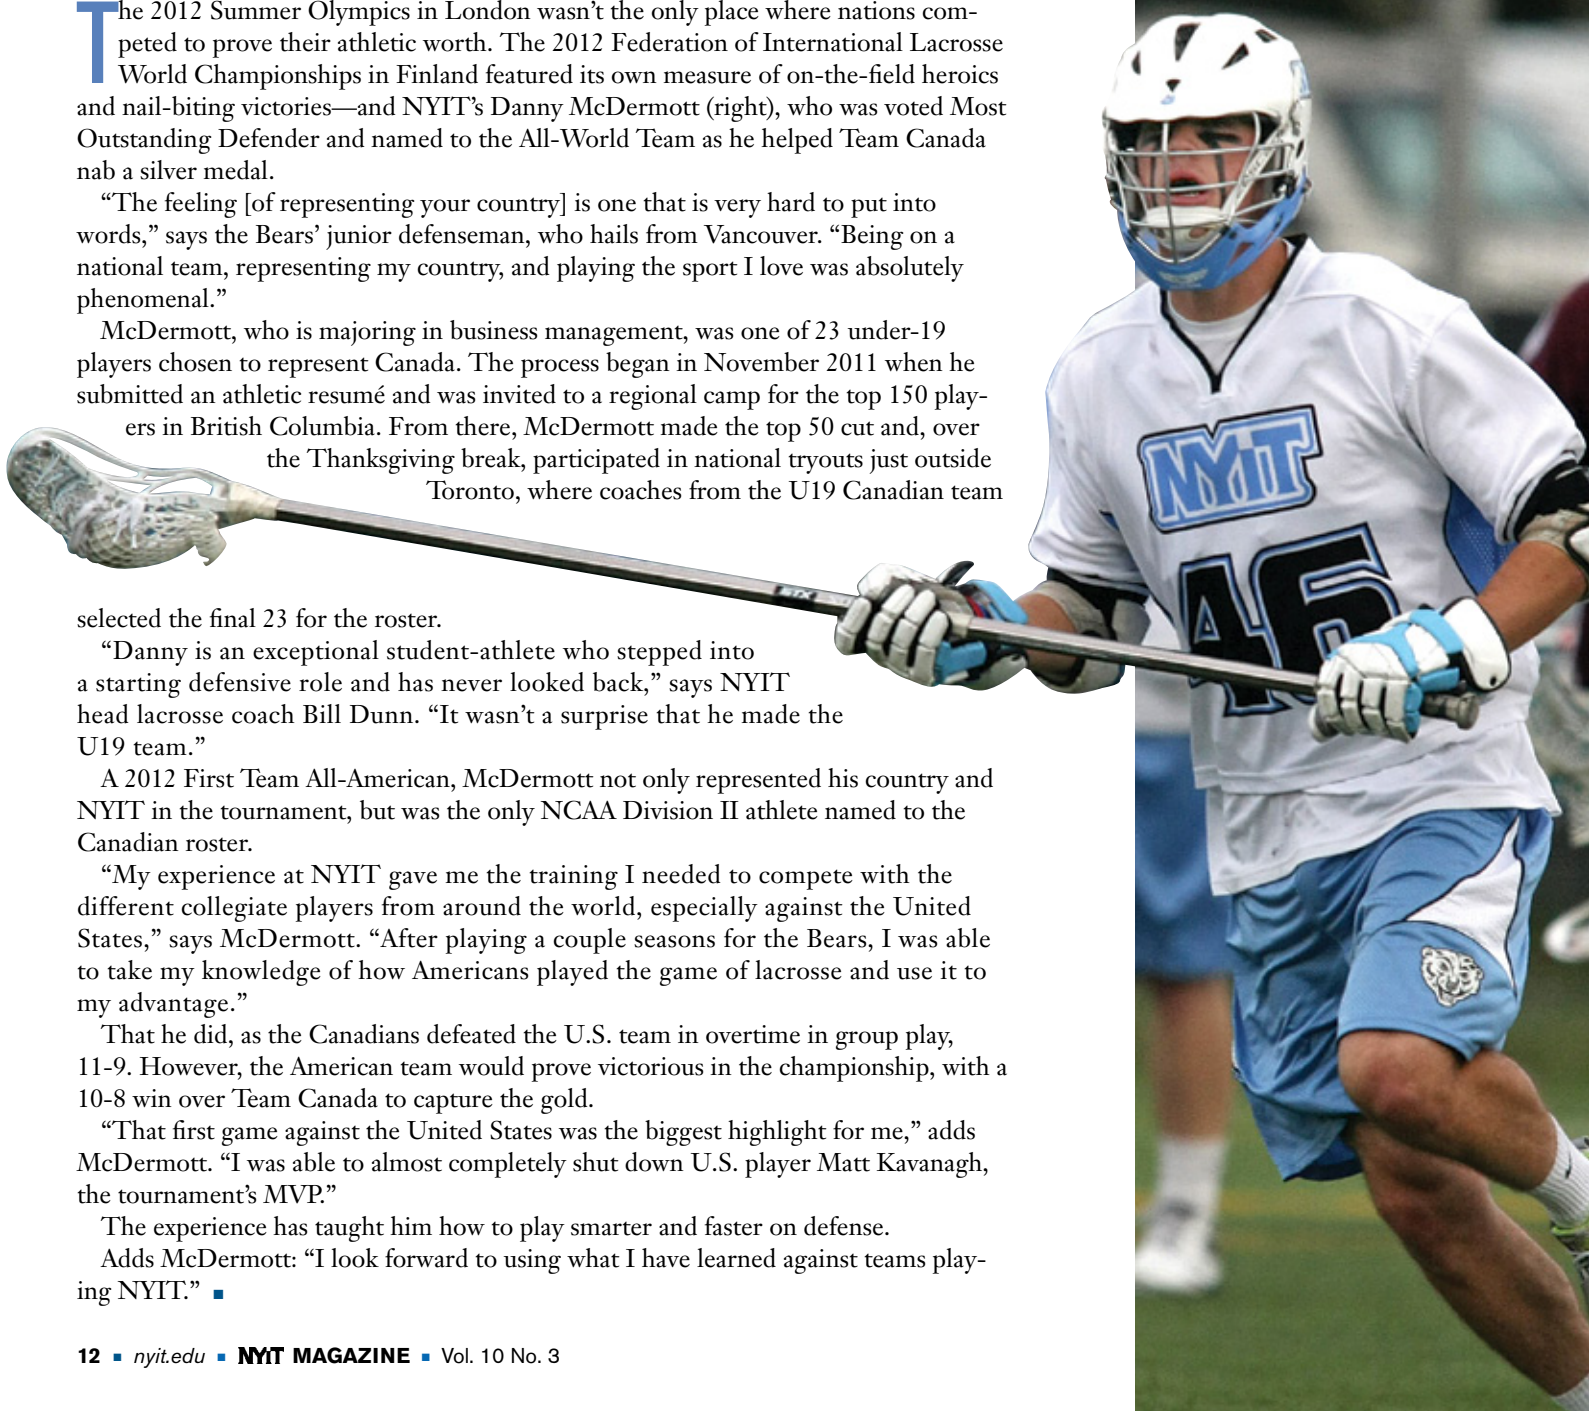 The 2012 Summer Olympics in London wasn’t the only place where nations com-
peted to prove their athletic worth. The 2012 Federation of International Lacrosse
World Championships in Finland featured its own measure of on-the-field heroics
and nail-biting victories—and NYIT’s Danny McDermott (right), who was voted Most
Outstanding Defender and named to the All-World Team as he helped Team Canada
nab a silver medal.
“The feeling [of representing your country] is one that is very hard to put into
words,” says the Bears’ junior defenseman, who hails from Vancouver. “Being on a
national team, representing my country, and playing the sport I love was absolutely
phenomenal.”
McDermott, who is majoring in business management, was one of 23 under-19
players chosen to represent Canada. The process began in November 2011 when he
submitted an athletic resumé and was invited to a regional camp for the top 150 play-
ers in British Columbia. From there, McDermott made the top 50 cut and, over
the Thanksgiving break, participated in national tryouts just outside
Toronto, where coaches from the U19 Canadian team
selected the final 23 for the roster.
“Danny is an exceptional student-athlete who stepped into
a starting defensive role and has never looked back,” says NYIT
head lacrosse coach Bill Dunn. “It wasn’t a surprise that he made the
U19 team.”
A 2012 First Team All-American, McDermott not only represented his country and
NYIT in the tournament, but was the only NCAA Division II athlete named to the
Canadian roster.
“My experience at NYIT gave me the training I needed to compete with the
different collegiate players from around the world, especially against the United
States,” says McDermott. “After playing a couple seasons for the Bears, I was able
to take my knowledge of how Americans played the game of lacrosse and use it to
my advantage.”
That he did, as the Canadians defeated the U.S. team in overtime in group play,
11-9. However, the American team would prove victorious in the championship, with a
10-8 win over Team Canada to capture the gold.
“That first game against the United States was the biggest highlight for me,” adds
McDermott. “I was able to almost completely shut down U.S. player Matt Kavanagh,
the tournament’s MVP.”
The experience has taught him how to play smarter and faster on defense.
Adds McDermott: “I look forward to using what I have learned against teams play-
ing NYIT.” ■
12 ■ nyit.edu ■ NYIT MAGAZINE ■ Vol. 10 No. 3
NYIT
46
STX